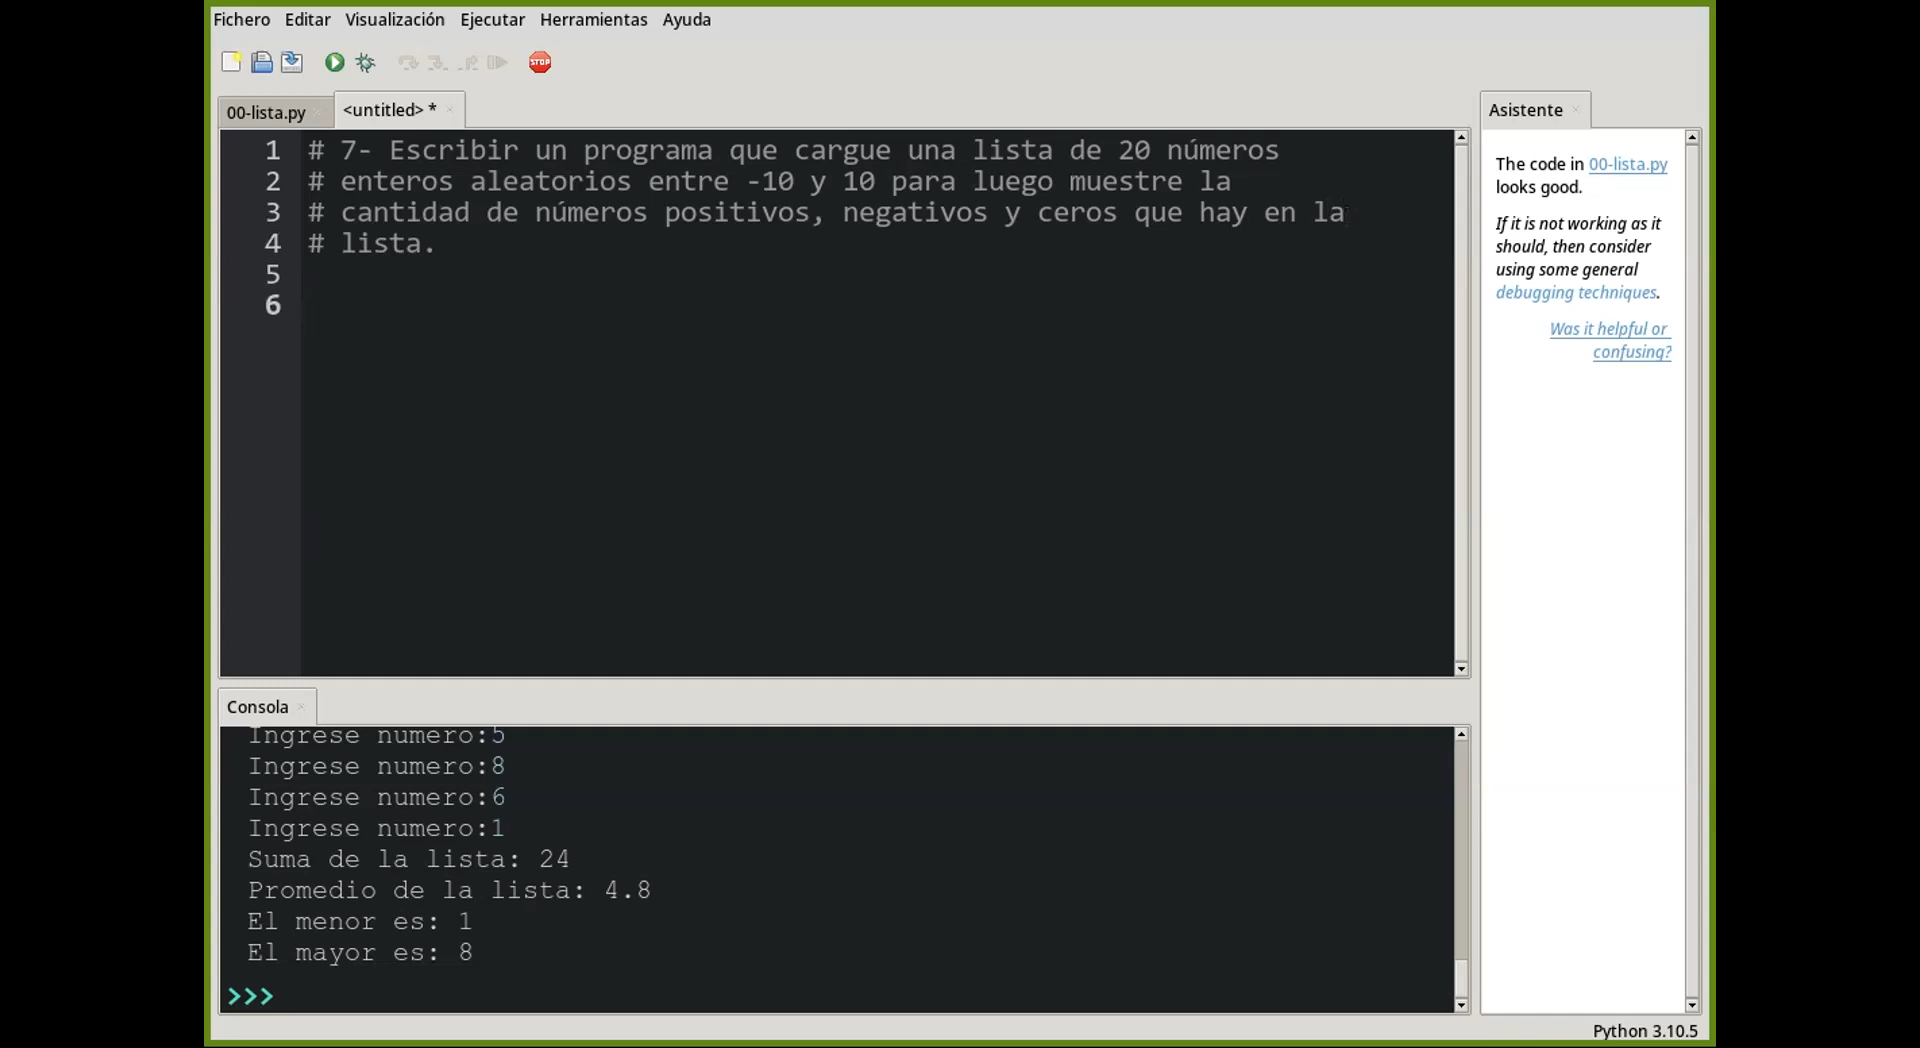 Fichero Editar Visualización Ejecutar Herramientas Ayuda
STOP
00-lista.py <untitled> *
1 # 7- Escribir un programa que cargue una lista de 20 números
2 # enteros aleatorios entre -10 y 10 para luego muestre la
3 # cantidad de números positivos, negativos y ceros que hay en la
4 # lista.
5
6
Consola
Ingrese numero:5
Ingrese numero:8
Ingrese numero:6
Ingrese numero:1
Suma de la lista: 24
Promedio de la lista: 4.8
El menor es: 1
El mayor es: 8
>>>
Asistente
The code in 00-lista.py
looks good.
If it is not working as it
should, then consider
using some general
debugging techniques.
Was it helpful or
confusing?
Python 3.10.5